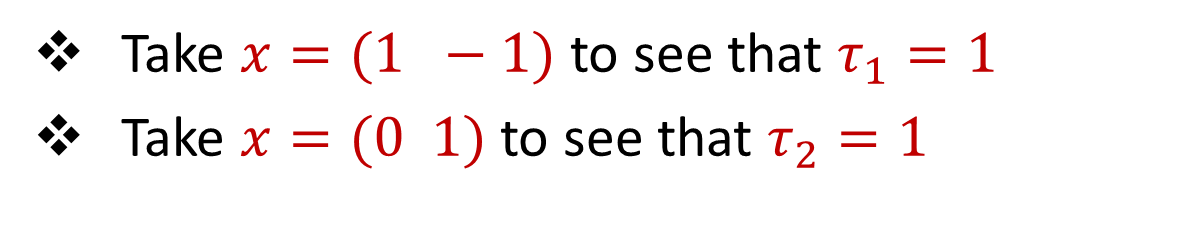 ❖ Take x = (1 − 1) to see that τ₁ = 1
❖ Take x = (0 1) to see that τ₂ = 1